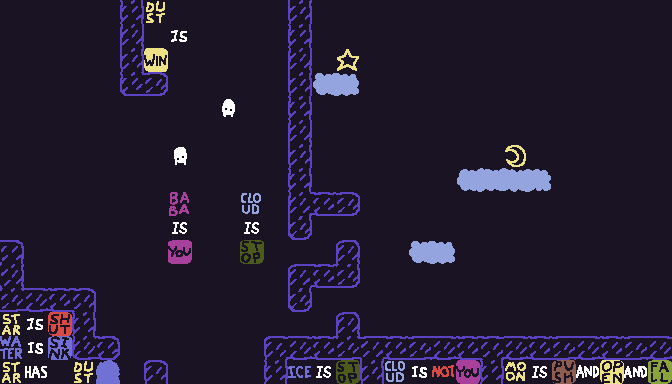 DUST
IS
WIN
BABA CLOUD
IS IS
YOU STOP
STAR IS SHUT
WATER IS SINK
STAR HAS DUST ICE IS STOP CLOUD IS NOT YOU MOON IS PUSH AND OPEN AND FALL